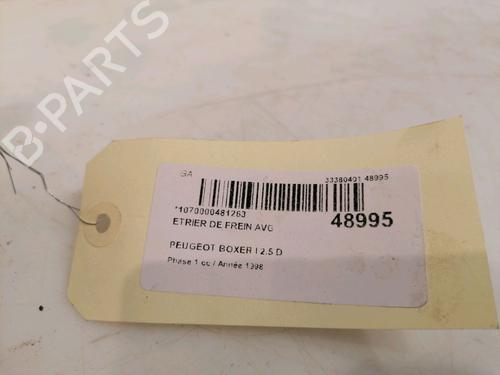 B-PARTS
GA
33380401 48995
*1070000481263
48995
ETRIER DE FREIN AVG
PEUGEOT BOXER I 2.5 D
Phase 1 cc / Année 1998